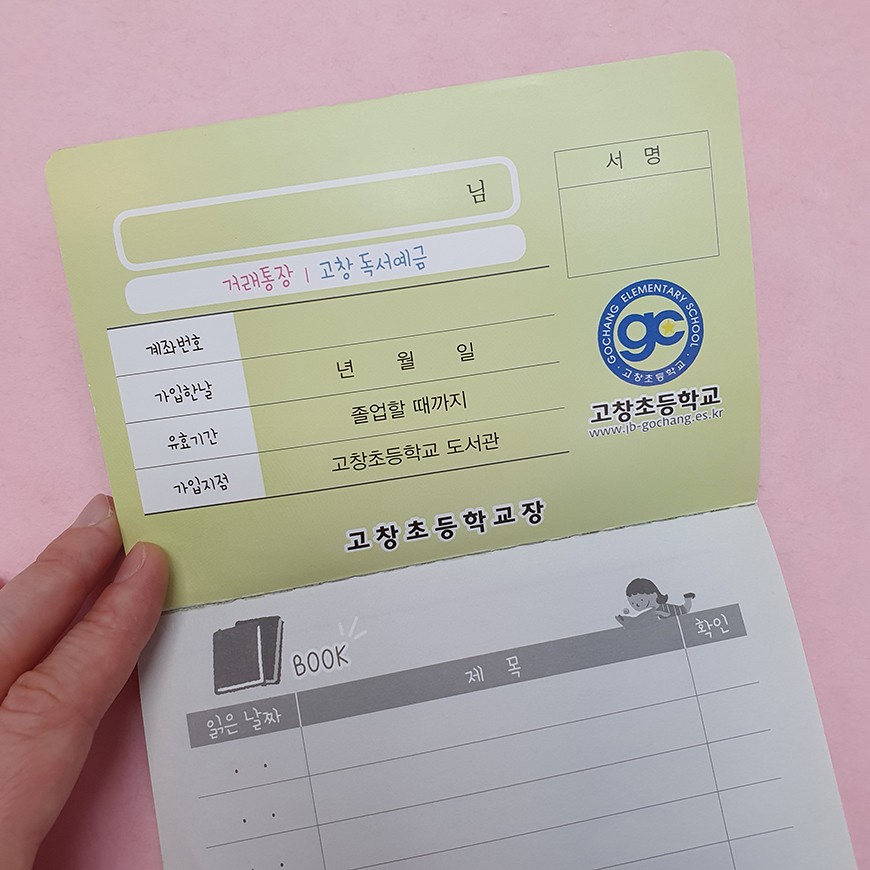 님
서 명
거래통장 | 고창 독서예금
계좌번호
가입한날 년 월 일
유효기간 졸업할 때까지
가입지점 고창초등학교 도서관
GOCHANG ELEMENTARY SCHOOL
gc
· 고창초등학교 ·
고창초등학교
www.jb-gochang.es.kr
고창초등학교장
BOOK
읽은 날짜 제 목 확인
. .
. .
. .